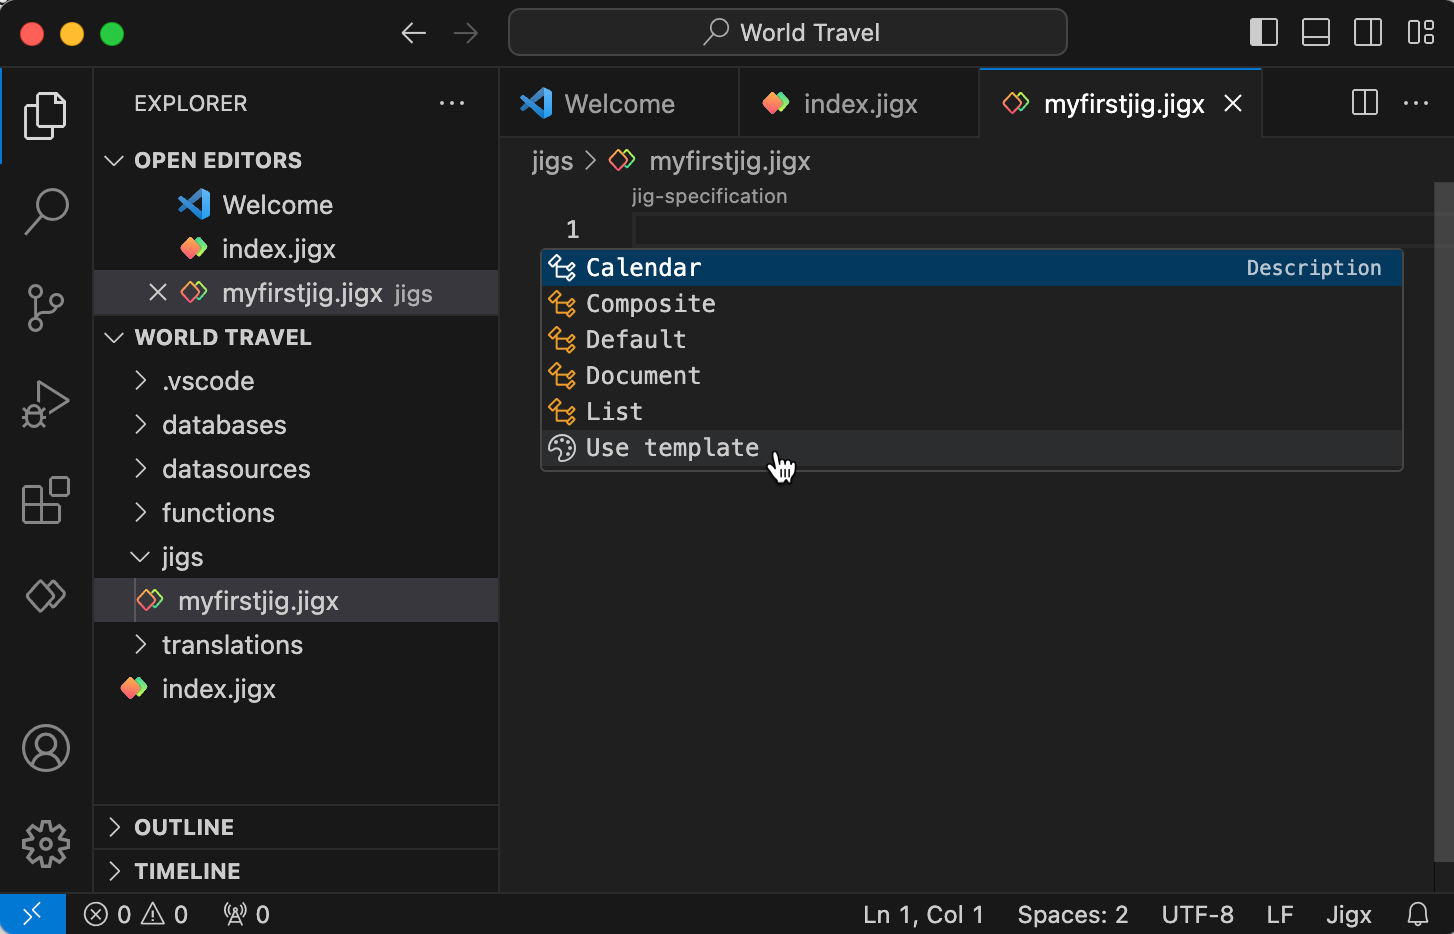 World Travel
EXPLORER
OPEN EDITORS
Welcome
index.jigx
myfirstjig.jigx jigs
WORLD TRAVEL
.vscode
databases
datasources
functions
jigs
myfirstjig.jigx
translations
index.jigx
OUTLINE
TIMELINE
Welcome
index.jigx
myfirstjig.jigx
jigs > myfirstjig.jigx
jig-specification
1
Calendar Description
Composite
Default
Document
List
Use template
0 0 0 Ln 1, Col 1 Spaces: 2 UTF-8 LF Jigx